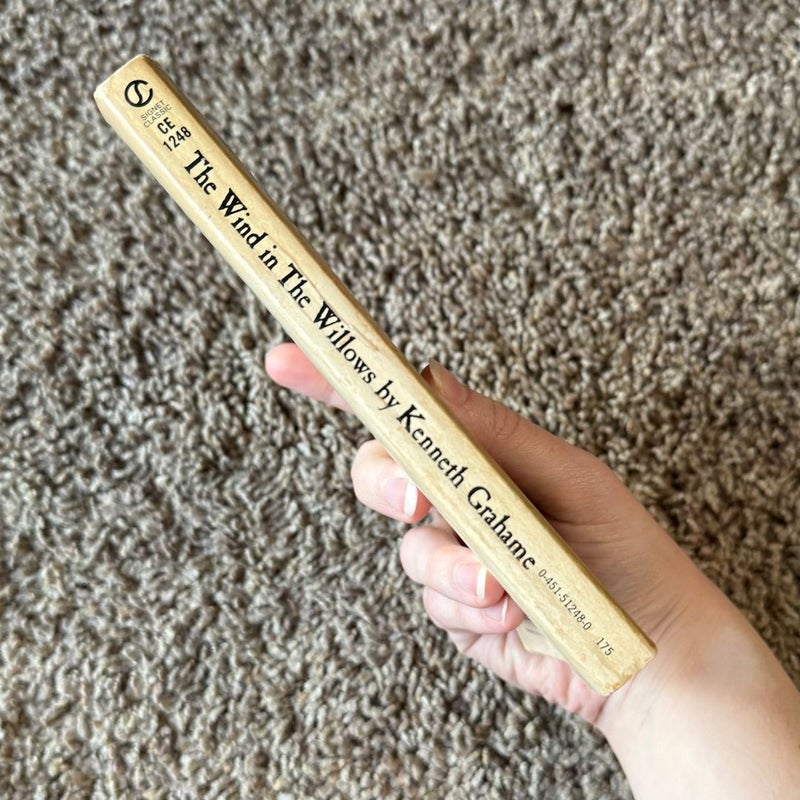 SIGNET
CLASSIC
CE
1248
The Wind in The Willows by Kenneth Grahame
0-451-51248-0 175